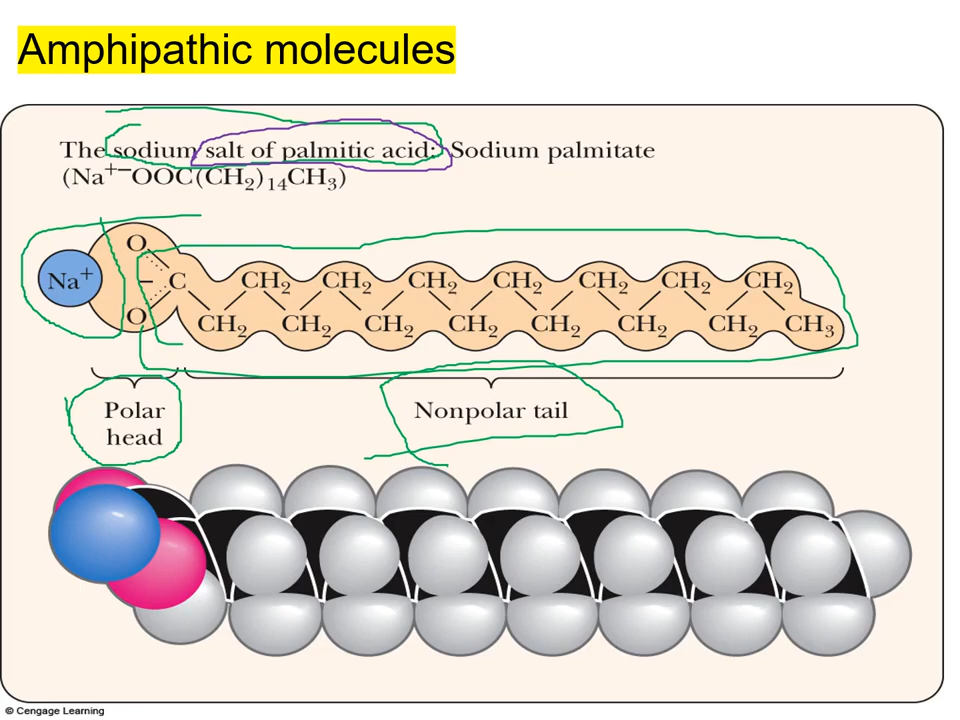 Amphipathic molecules
The sodium salt of palmitic acid: Sodium palmitate
(Na⁺⁻OOC(CH₂)₁₄CH₃)
O
Na⁺ – C CH₂ CH₂ CH₂ CH₂ CH₂ CH₂ CH₂
O CH₂ CH₂ CH₂ CH₂ CH₂ CH₂ CH₂ CH₃
Polar Nonpolar tail
head
© Cengage Learning